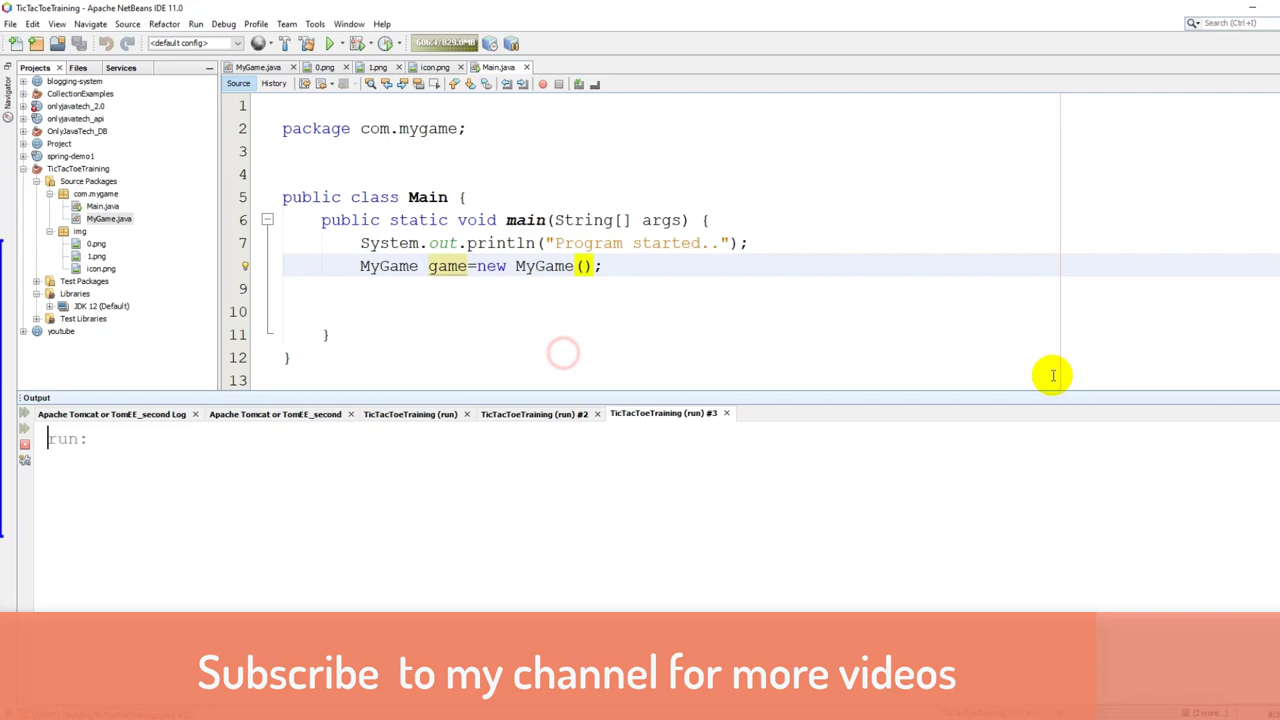 TicTacToeTraining - Apache NetBeans IDE 11.0
File Edit View Navigate Source Refactor Run Debug Profile Team Tools Window Help
<default config>
Search (Ctrl+I)
Projects Files Services
MyGame.java 0.png 1.png icon.png Main.java
Source History
Navigator
blogging-system
CollectionExamples
onlyjavatech_2.0
onlyjavatech_api
OnlyJavaTech_DB
Project
spring-demo1
TicTacToeTraining
Source Packages
com.mygame
Main.java
MyGame.java
img
0.png
1.png
icon.png
Test Packages
Libraries
JDK 12 (Default)
Test Libraries
youtube
1
2 package com.mygame;
3
4
5 public class Main {
6 public static void main(String[] args) {
7 System.out.println("Program started..");
8 MyGame game=new MyGame();
9
10
11 }
12 }
13
Output
Apache Tomcat or TomEE_second Log Apache Tomcat or TomEE_second TicTacToeTraining (run) TicTacToeTraining (run) #2 TicTacToeTraining (run) #3
run:
Subscribe to my channel for more videos